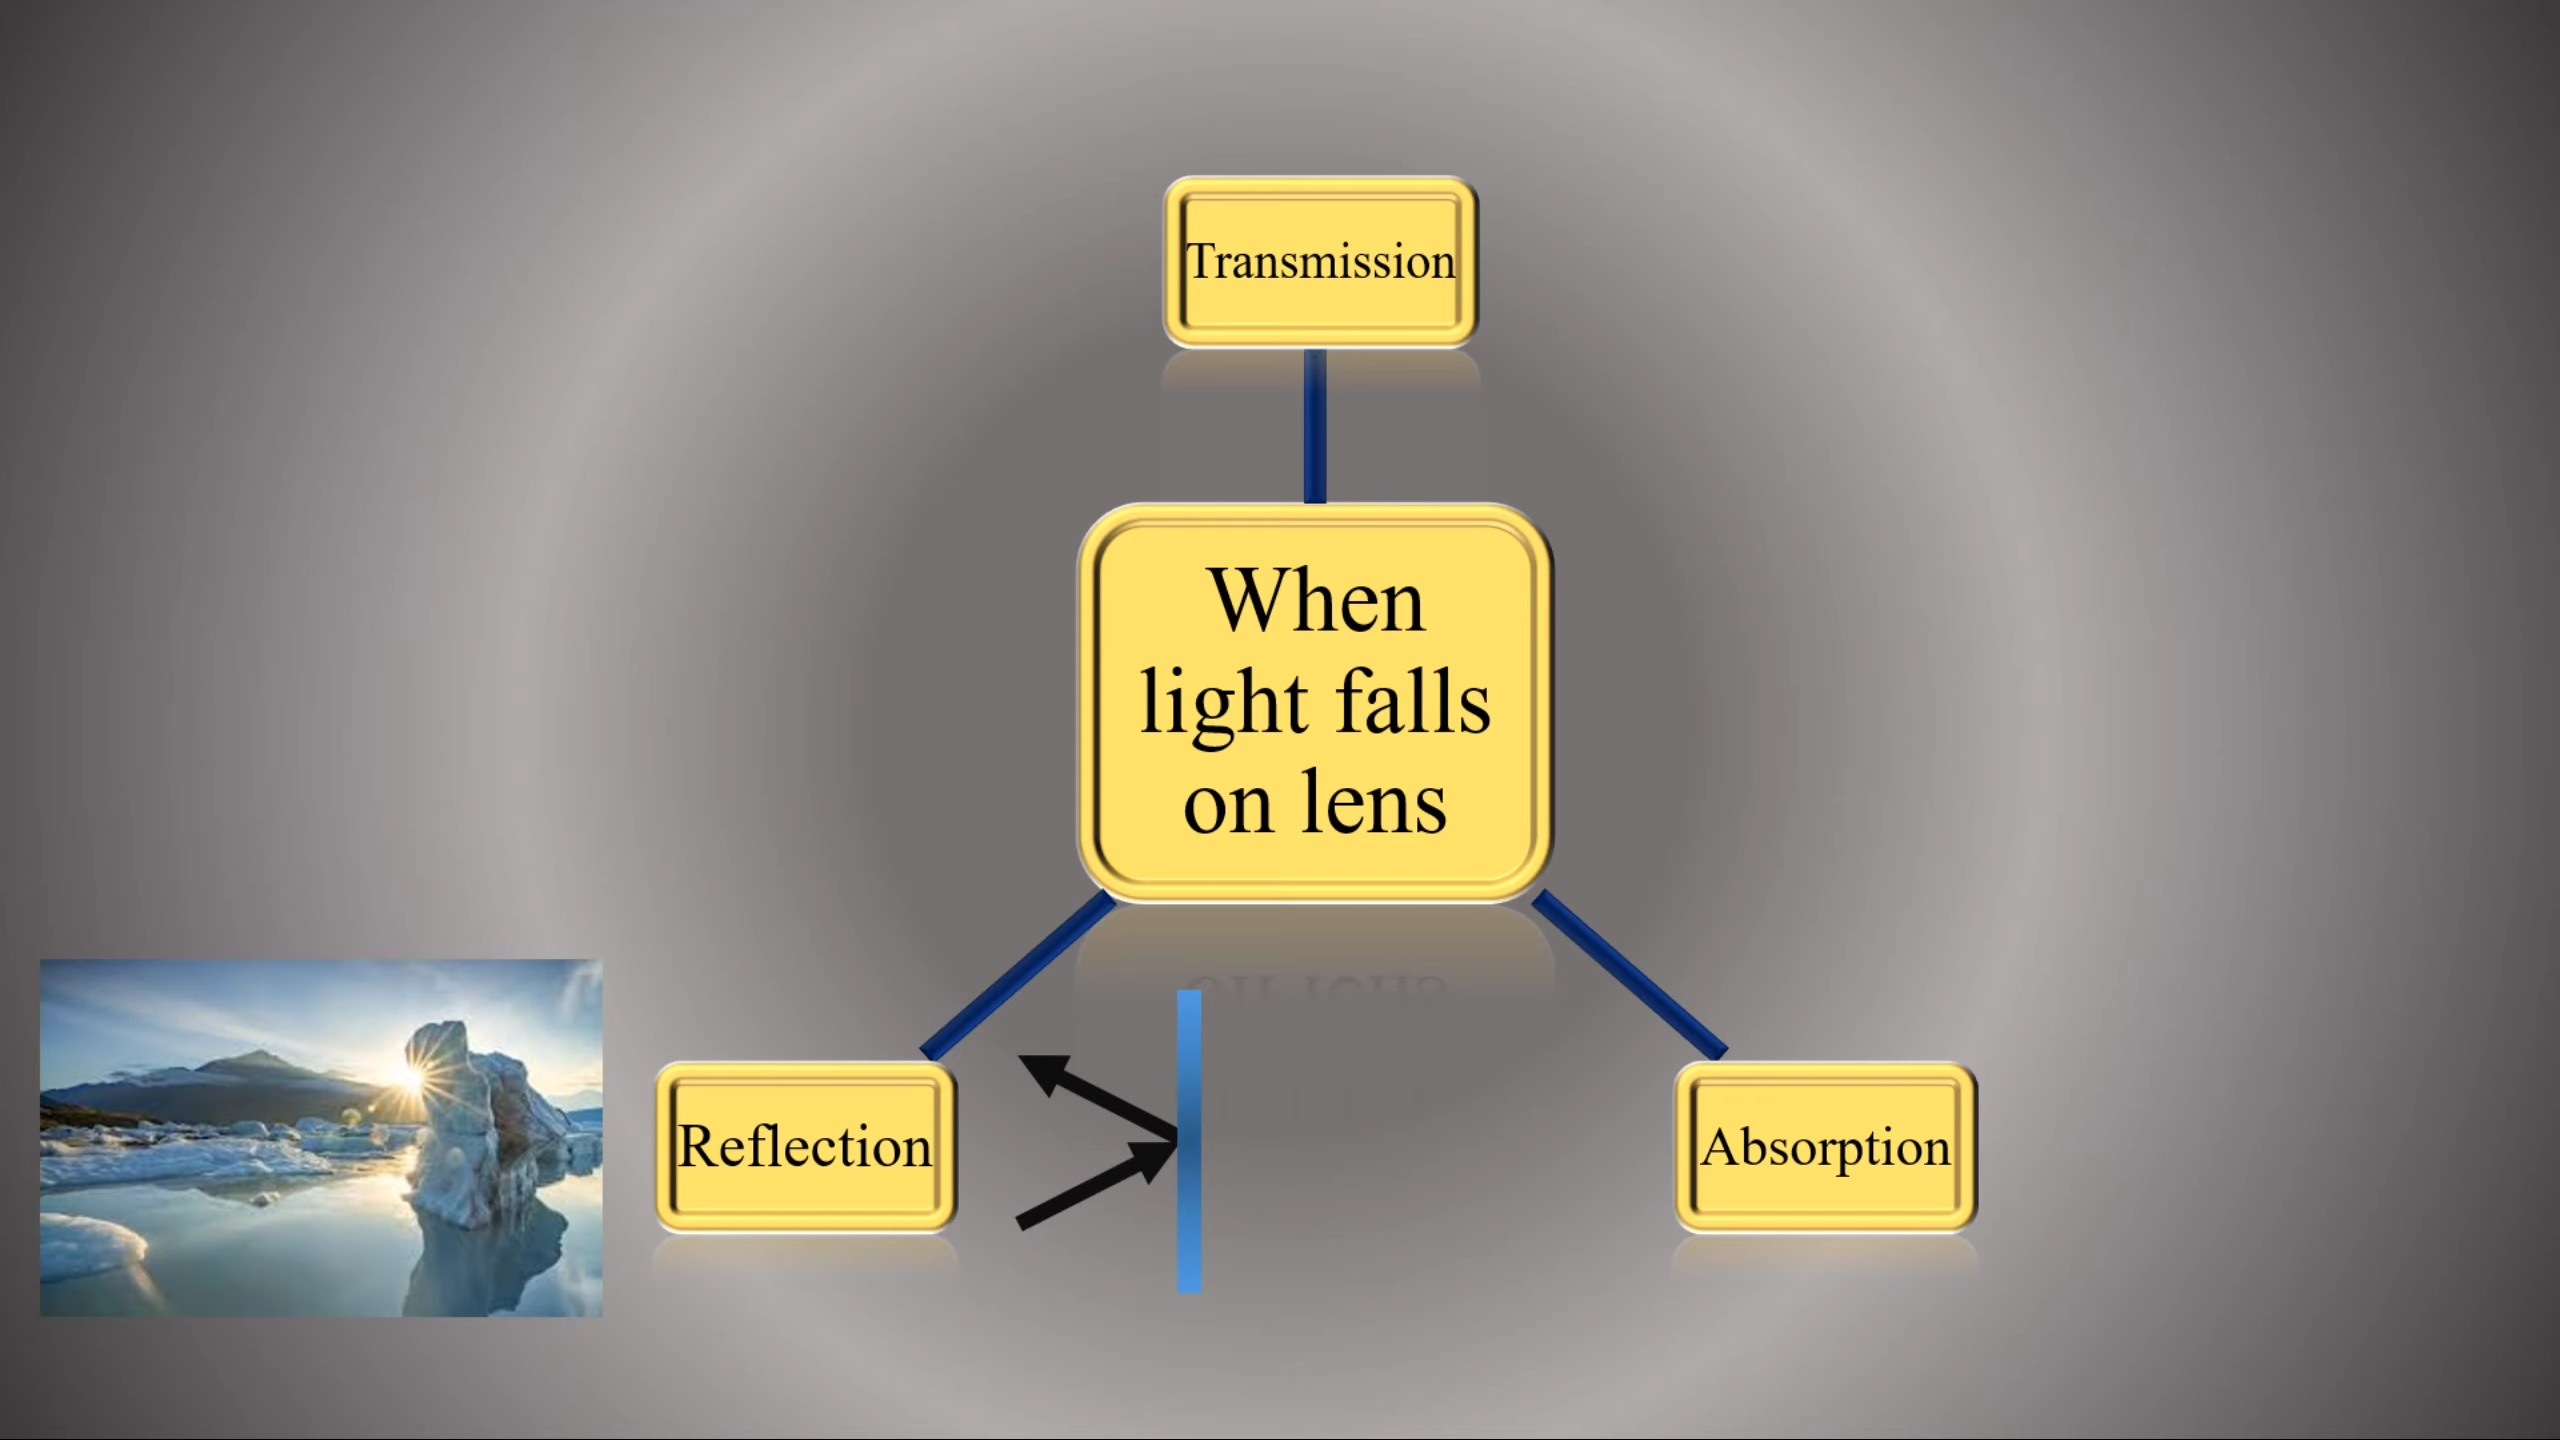 Transmission
When
light falls
on lens
Reflection
Absorption